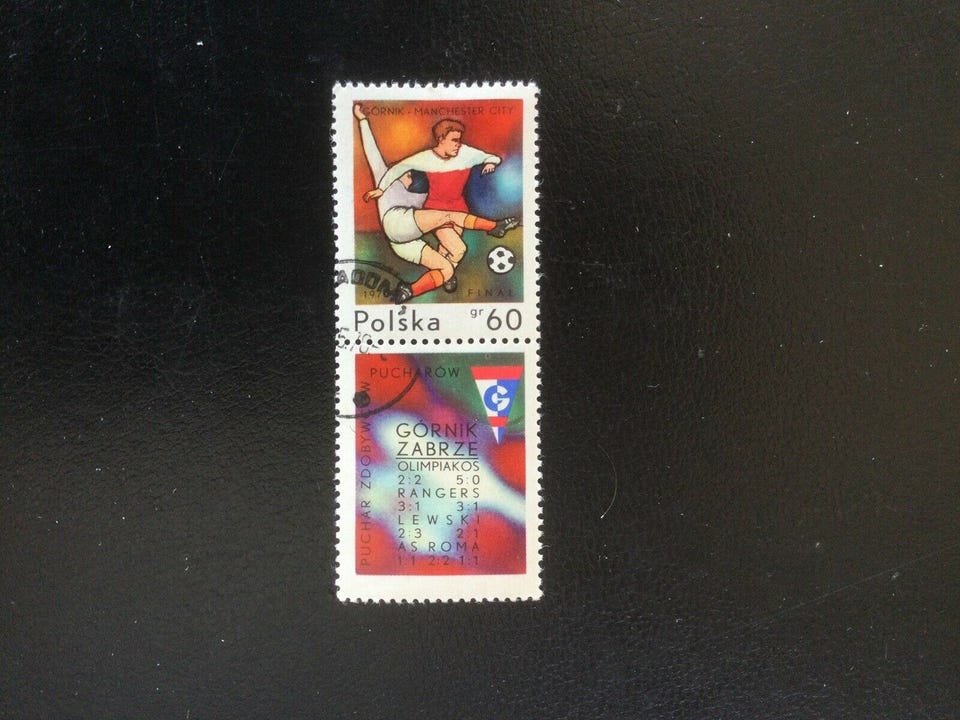 GÓRNIK - MANCHESTER CITY
FINAŁ
Polska gr 60
PUCHAR ZDOBYWCÓW
PUCHARÓW
G
GÓRNIK
ZABRZE
OLIMPIAKOS
2:2 5:0
RANGERS
3:1 3:1
LEWSKI
2:3 2:1
AS ROMA
1:1 2:2 1:1